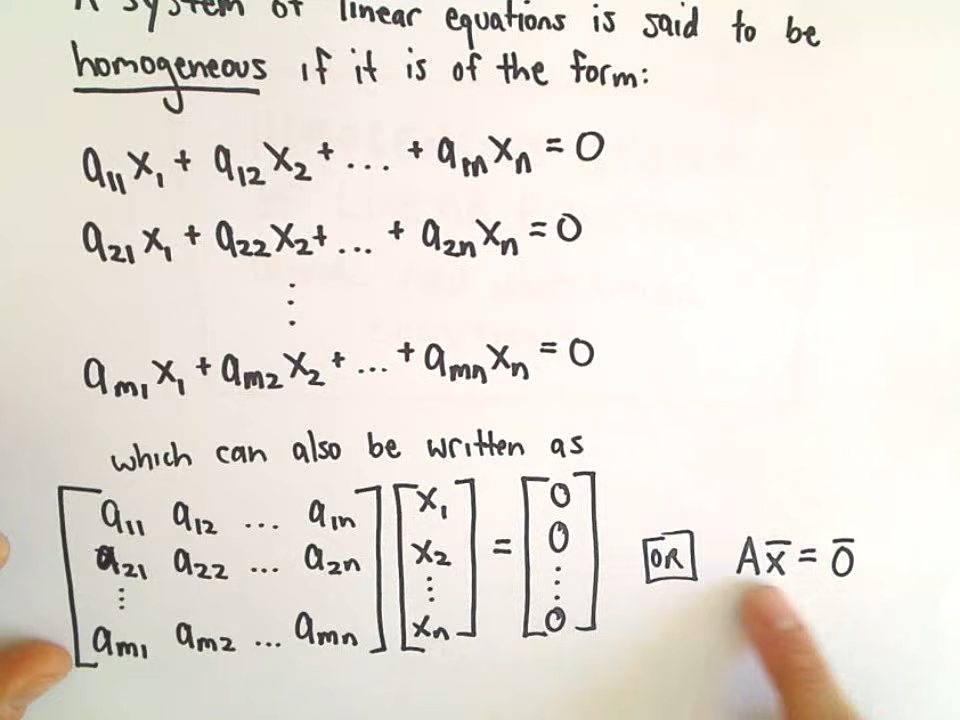 A system of linear equations is said to be
homogeneous if it is of the form:
a₁₁x₁ + a₁₂x₂ + ... + a₁ₙxₙ = 0
a₂₁x₁ + a₂₂x₂ + ... + a₂ₙxₙ = 0
⋮
aₘ₁x₁ + aₘ₂x₂ + ... + aₘₙxₙ = 0
which can also be written as
[a₁₁ a₁₂ ... a₁ₙ] [x₁] [0]
[a₂₁ a₂₂ ... a₂ₙ] [x₂] = [0] OR Ax̄ = 0̄
[⋮] [⋮] [⋮]
[aₘ₁ aₘ₂ ... aₘₙ] [xₙ] [0]